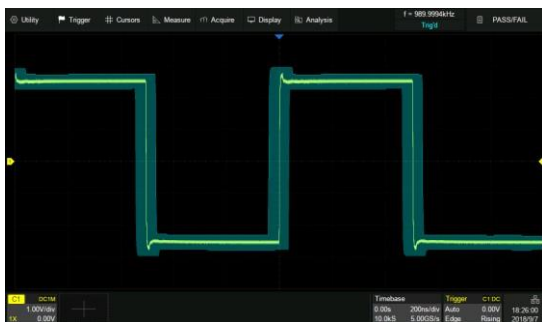 Utility Trigger Cursors Measure Acquire Display Analysis
f = 989.9994kHz
Trig'd
PASS/FAIL
C1 DC1M
1.00V/div
1X 0.00V
Timebase
0.00s 200ns/div
10.0kS 5.00GS/s
Trigger C1 DC
Auto 0.00V
Edge Rising
18:26:00
2018/9/7